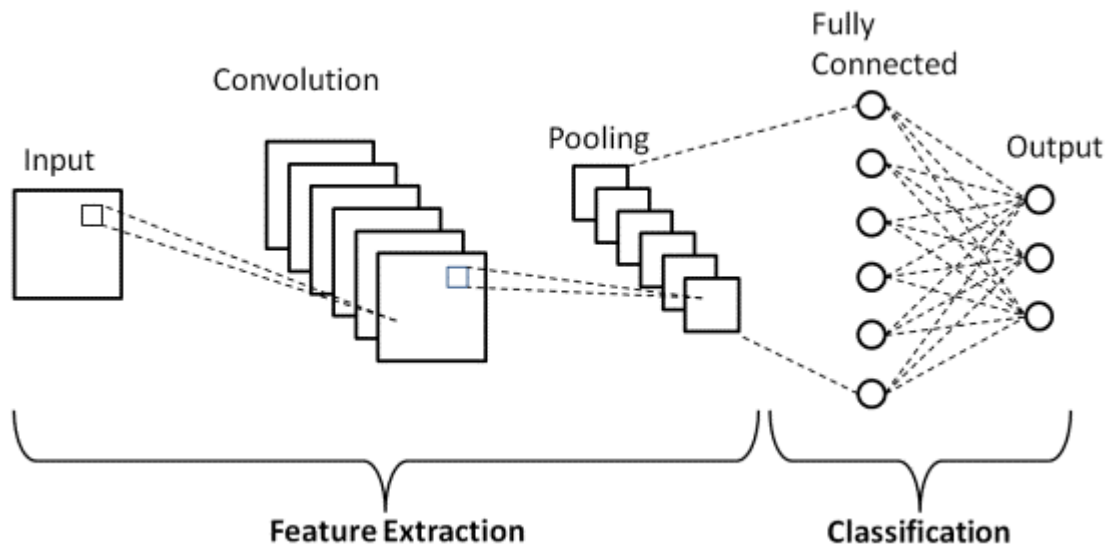 Input
Convolution
Pooling
Fully
Connected
Output
Feature Extraction
Classification